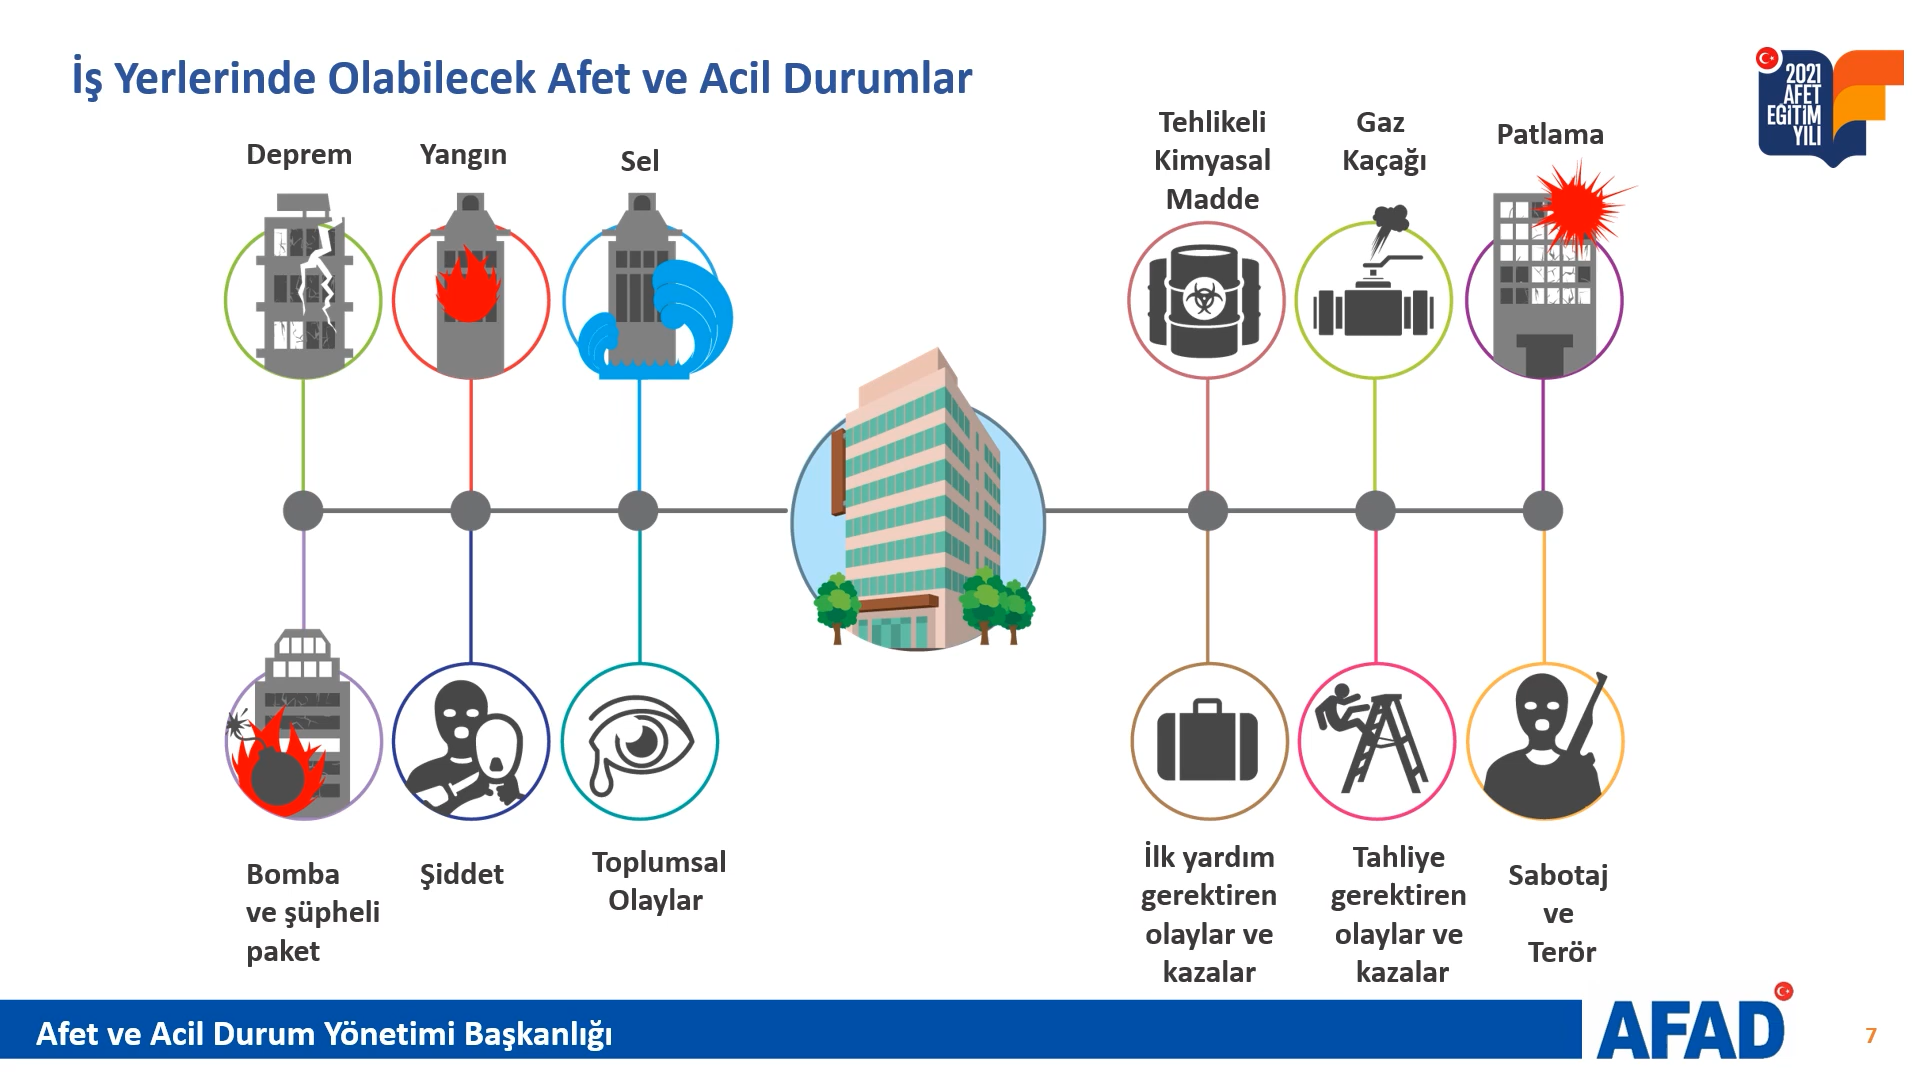 İş Yerlerinde Olabilecek Afet ve Acil Durumlar
2021
AFET
EĞİTİM
YILI
Deprem
Yangın
Sel
Tehlikeli
Kimyasal
Madde
Gaz
Kaçağı
Patlama
Bomba
ve şüpheli
paket
Şiddet
Toplumsal
Olaylar
İlk yardım
gerektiren
olaylar ve
kazalar
Tahliye
gerektiren
olaylar ve
kazalar
Sabotaj
ve
Terör
Afet ve Acil Durum Yönetimi Başkanlığı
AFAD
7